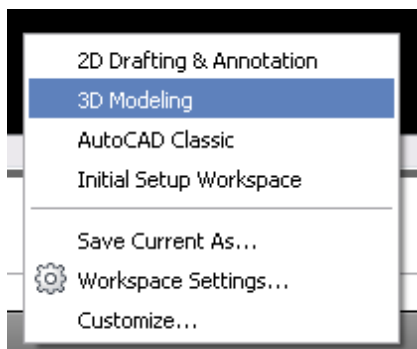 2D Drafting & Annotation
3D Modeling
AutoCAD Classic
Initial Setup Workspace
Save Current As...
Workspace Settings...
Customize...